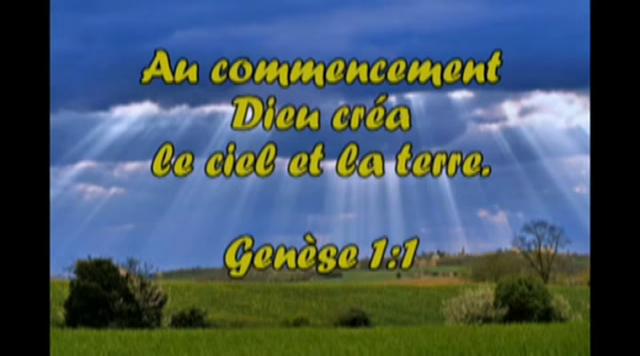 Au commencement
Dieu créa
le ciel et la terre.
Genèse 1:1